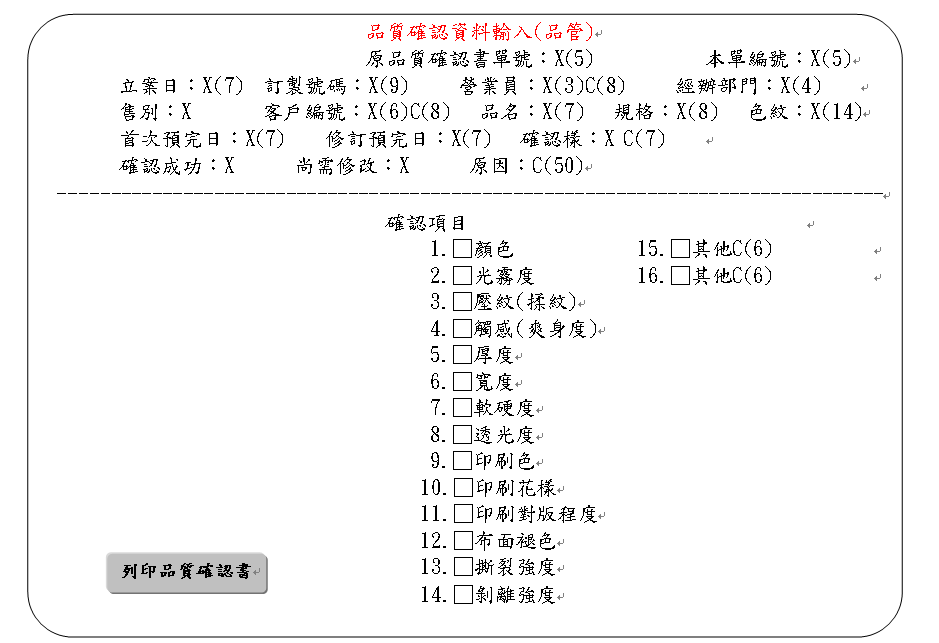 品質確認資料輸入(品管)
原品質確認書單號：X(5) 本單編號：X(5)
立案日：X(7) 訂製號碼：X(9) 營業員：X(3)C(8) 經辦部門：X(4)
售別：X 客戶編號：X(6)C(8) 品名：X(7) 規格：X(8) 色紋：X(14)
首次預完日：X(7) 修訂預完日：X(7) 確認樣：X C(7)
確認成功：X 尚需修改：X 原因：C(50)
確認項目
1.□顏色 15.□其他C(6)
2.□光霧度 16.□其他C(6)
3.□壓紋(揉紋)
4.□觸感(爽身度)
5.□厚度
6.□寬度
7.□軟硬度
8.□透光度
9.□印刷色
10.□印刷花樣
11.□印刷對版程度
12.□布面褪色
13.□撕裂強度
14.□剝離強度
列印品質確認書